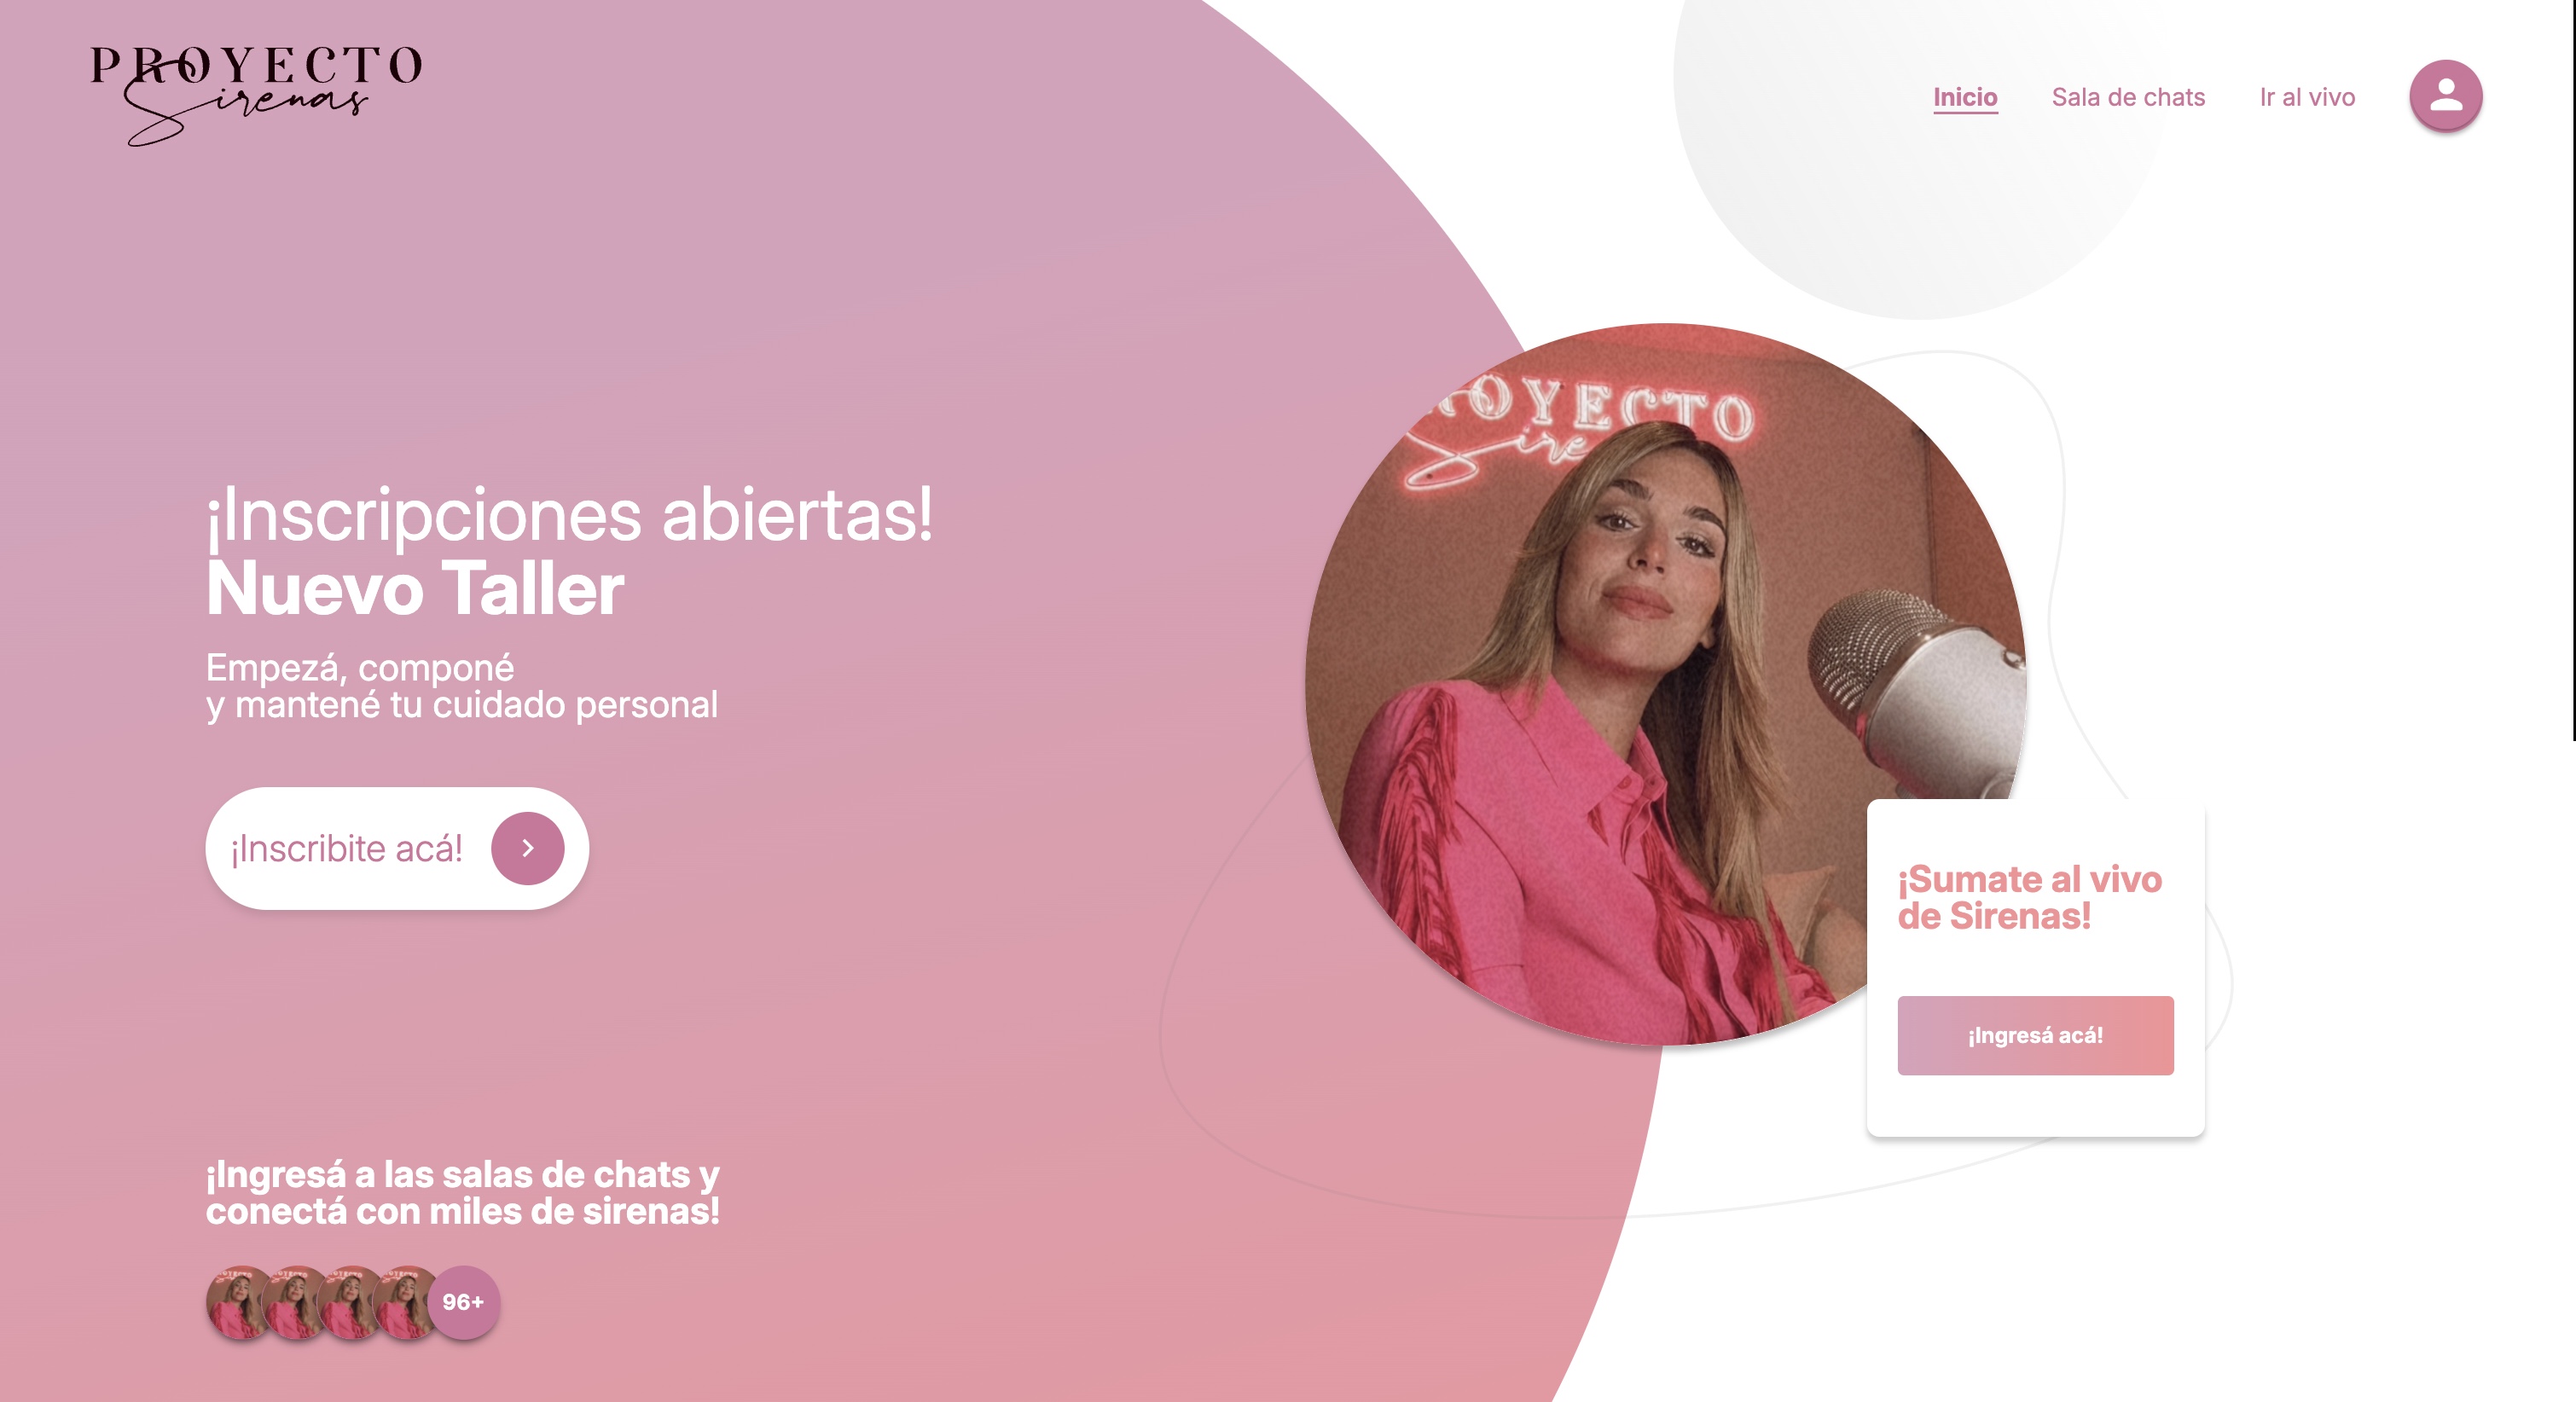 PROYECTO
Sirenas
Inicio
Sala de chats
Ir al vivo
OYECTO
Sire
¡Inscripciones abiertas!
Nuevo Taller
Empezá, componé
y mantené tu cuidado personal
¡Inscribite acá!
¡Sumate al vivo
de Sirenas!
¡Ingresá acá!
¡Ingresá a las salas de chats y
conectá con miles de sirenas!
96+